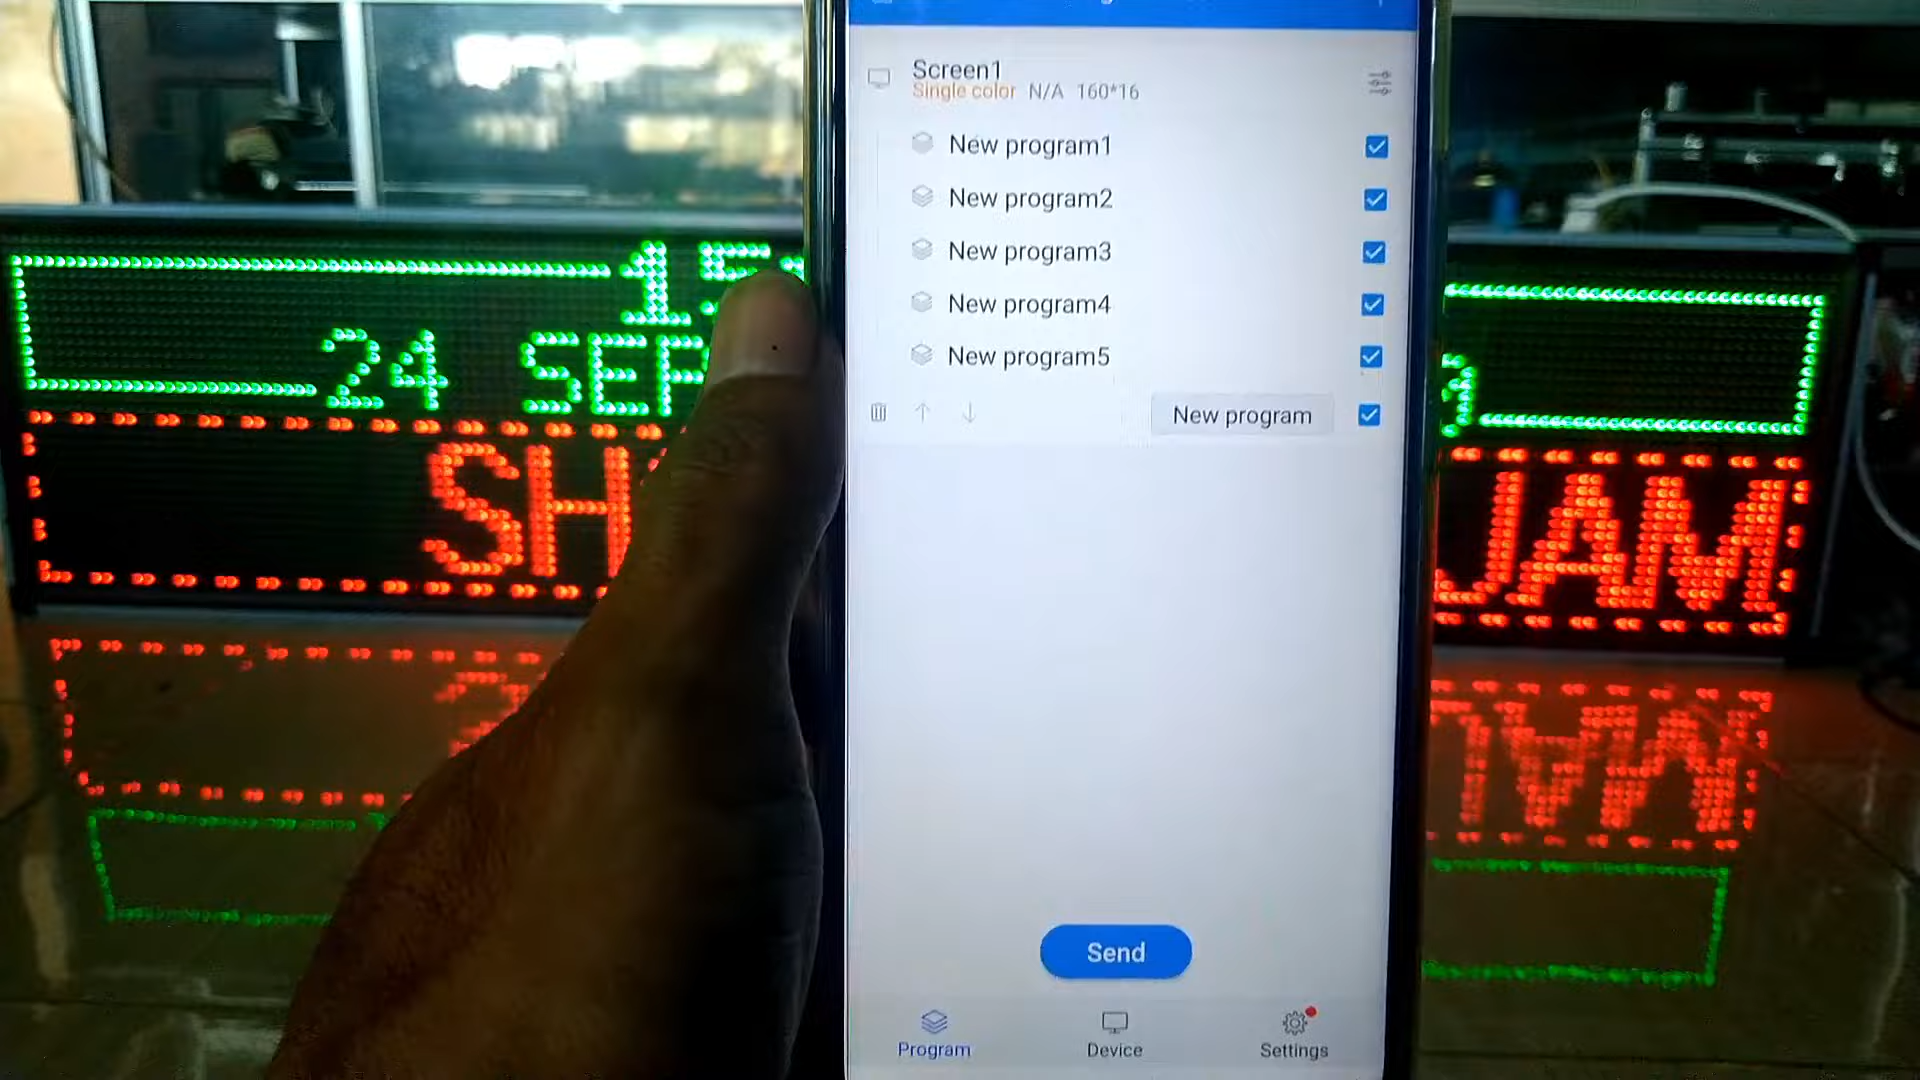 Screen1
Single color N/A 160*16
New program1
New program2
New program3
New program4
New program5
New program
Send
Program Device Settings
24 SEP
SH
JAM